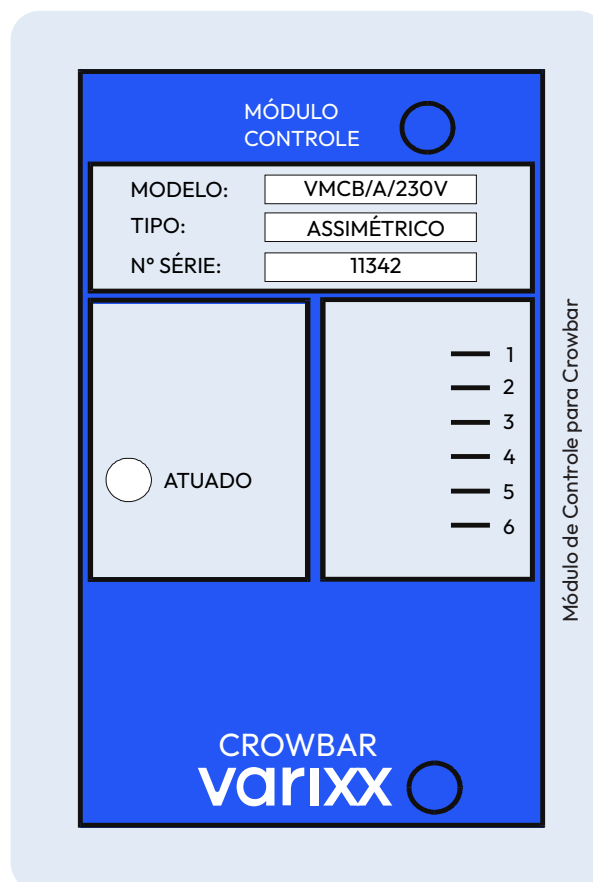 MÓDULO
CONTROLE
MODELO: VMCB/A/230V
TIPO: ASSIMÉTRICO
Nº SÉRIE: 11342
ATUADO
1
2
3
4
5
6
Módulo de Controle para Crowbar
CROWBAR
varixx